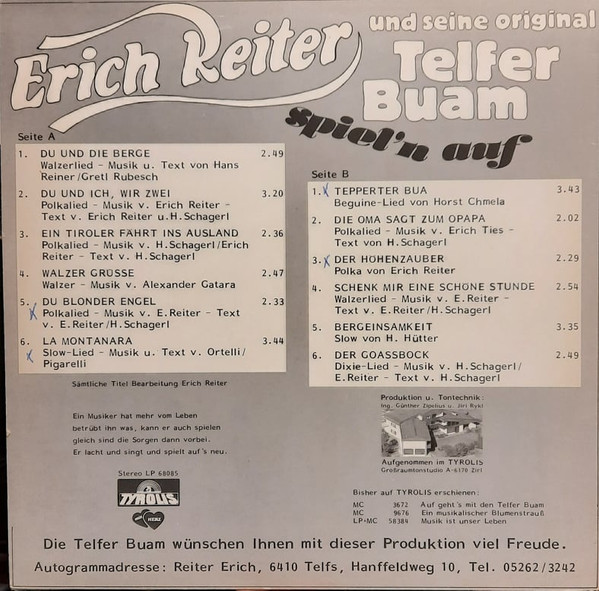 Erich Reiter
und seine original
Telfer
Buam
spiel'n auf
Seite A
1. DU UND DIE BERGE 2.49
Walzerlied - Musik u. Text von Hans
Reiner/Gretl Rubesch
2. DU UND ICH, WIR ZWEI 3.20
Polkalied - Musik v. Erich Reiter -
Text v. Erich Reiter u.H.Schagerl
3. EIN TIROLER FÄHRT INS AUSLAND 2.36
Polkalied - Musik v. H.Schagerl/Erich
Reiter - Text v. H.Schagerl
4. WALZER GRÜSSE 2.47
Walzer - Musik v. Alexander Gatara
5. DU BLONDER ENGEL 2.33
Polkalied - Musik v. E.Reiter - Text
v. E.Reiter/H.Schagerl
6. LA MONTANARA 3.44
Slow-Lied - Musik u. Text v. Ortelli/
Pigarelli
Sämtliche Titel Bearbeitung Erich Reiter
Ein Musiker hat mehr vom Leben
betrübt ihn was, kann er auch spielen
gleich sind die Sorgen dann vorbei.
Er lacht und singt und spielt auf's neu.
Stereo LP 68085
TYROLIS
HERZ
Seite B
1. TEPPERTER BUA 3.43
Beguine-Lied von Horst Chmela
2. DIE OMA SAGT ZUM OPAPA 2.02
Polkalied - Musik v. Erich Ties -
Text von H.Schagerl
3. DER HÖHENZAUBER 2.29
Polka von Erich Reiter
4. SCHENK MIR EINE SCHÖNE STUNDE 2.54
Walzerlied - Musik v. E.Reiter -
Text v. E.Reiter/H.Schagerl
5. BERGEINSAMKEIT 3.35
Slow von H. Hütter
6. DER GOASSBOCK 2.49
Dixie-Lied - Musik v. H.Schagerl/
E.Reiter - Text v. H.Schagerl
Produktion u. Tontechnik:
Ing. Günther Zipelius u. Jiri Rykl
Aufgenommen im TYROLIS
Großraumtonstudio A-6170 Zirl
Bisher auf TYROLIS erschienen:
MC 3672 Auf geht's mit den Telfer Buam
MC 9676 Ein musikalischer Blumenstrauß
LP+MC 58384 Musik ist unser Leben
Die Telfer Buam wünschen Ihnen mit dieser Produktion viel Freude.
Autogrammadresse: Reiter Erich, 6410 Telfs, Hanffeldweg 10, Tel. 05262/3242